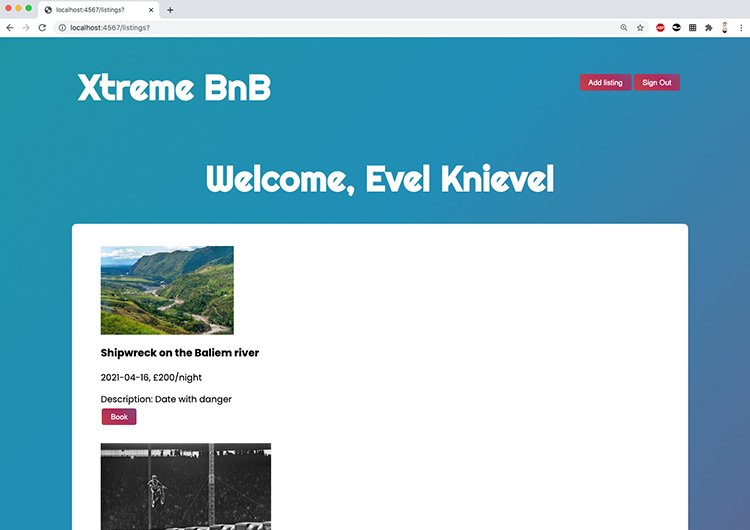 localhost:4567/listings?
localhost:4567/listings?
Xtreme BnB
Add listing
Sign Out
Welcome, Evel Knievel
Shipwreck on the Baliem river
2021-04-16, £200/night
Description: Date with danger
Book